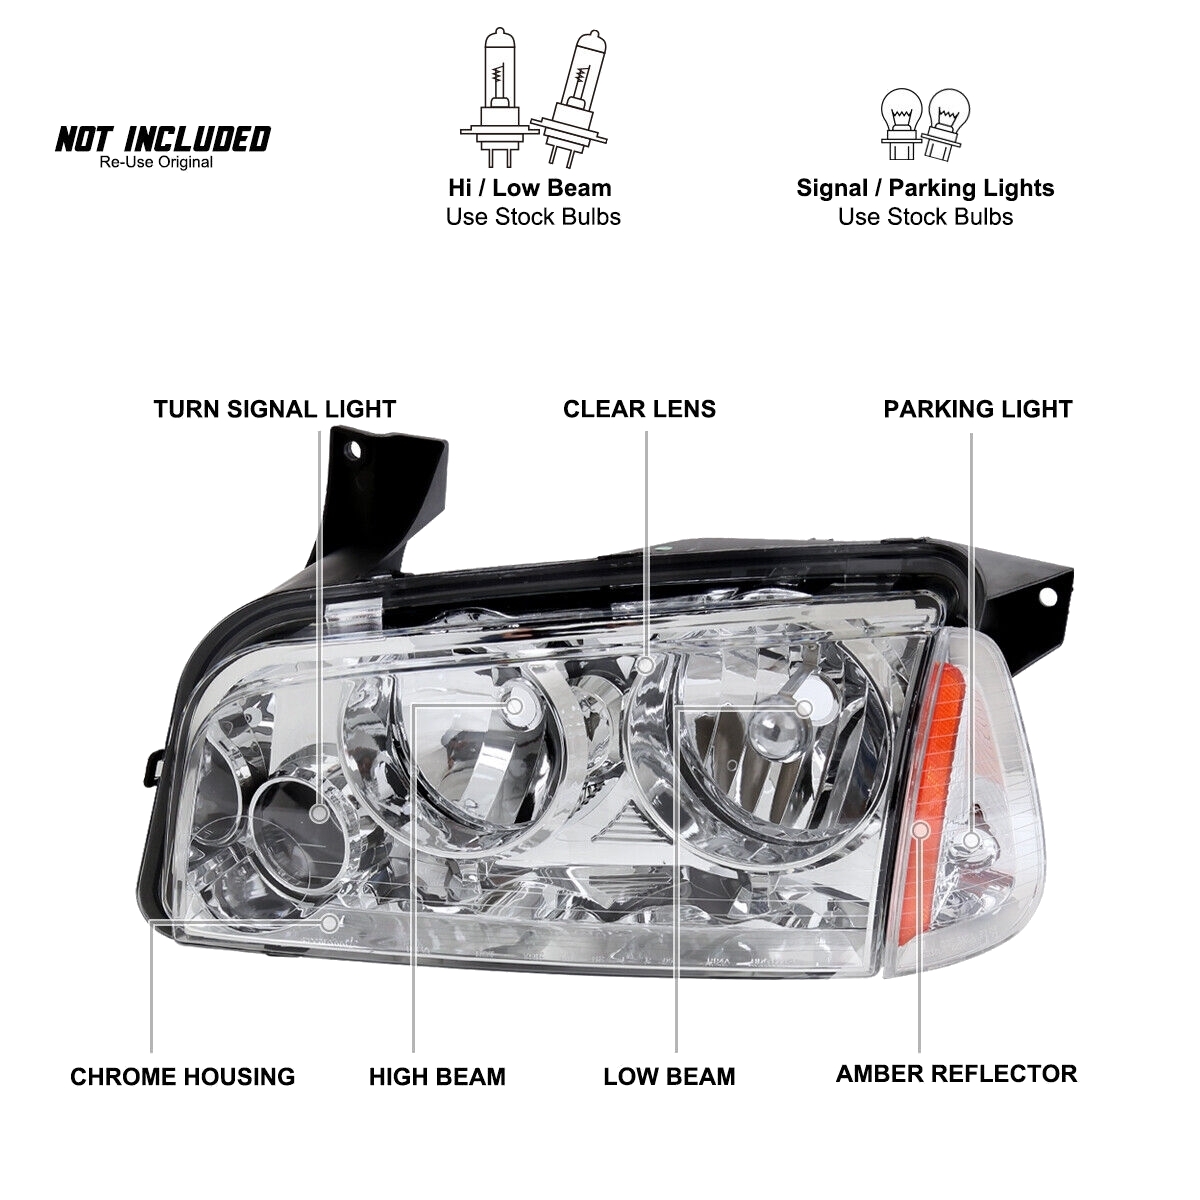 NOT INCLUDED
Re-Use Original
Hi / Low Beam
Use Stock Bulbs
Signal / Parking Lights
Use Stock Bulbs
TURN SIGNAL LIGHT
CLEAR LENS
PARKING LIGHT
CHROME HOUSING
HIGH BEAM
LOW BEAM
AMBER REFLECTOR